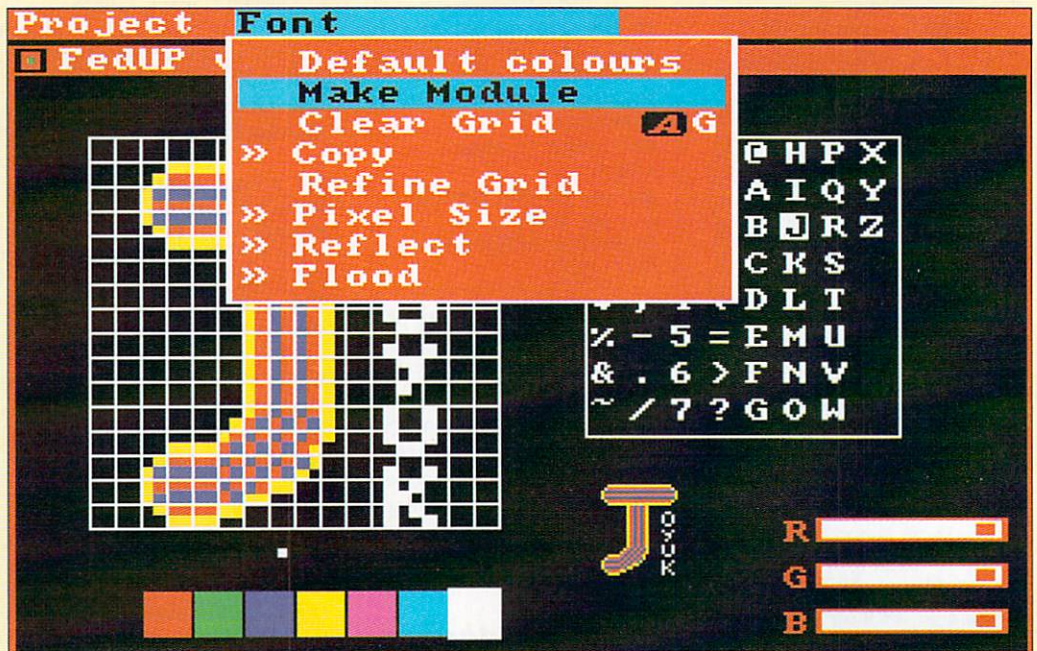 Project Font
FedUP v
Default colours
Make Module
Clear Grid A G
» Copy
Refine Grid
» Pixel Size
» Reflect
» Flood
@ H P X
A I Q Y
B J R Z
C K S
D L T
% - 5 = E M U
& . 6 > F N V
~ / 7 ? G O W
J OYUK
R
G
B